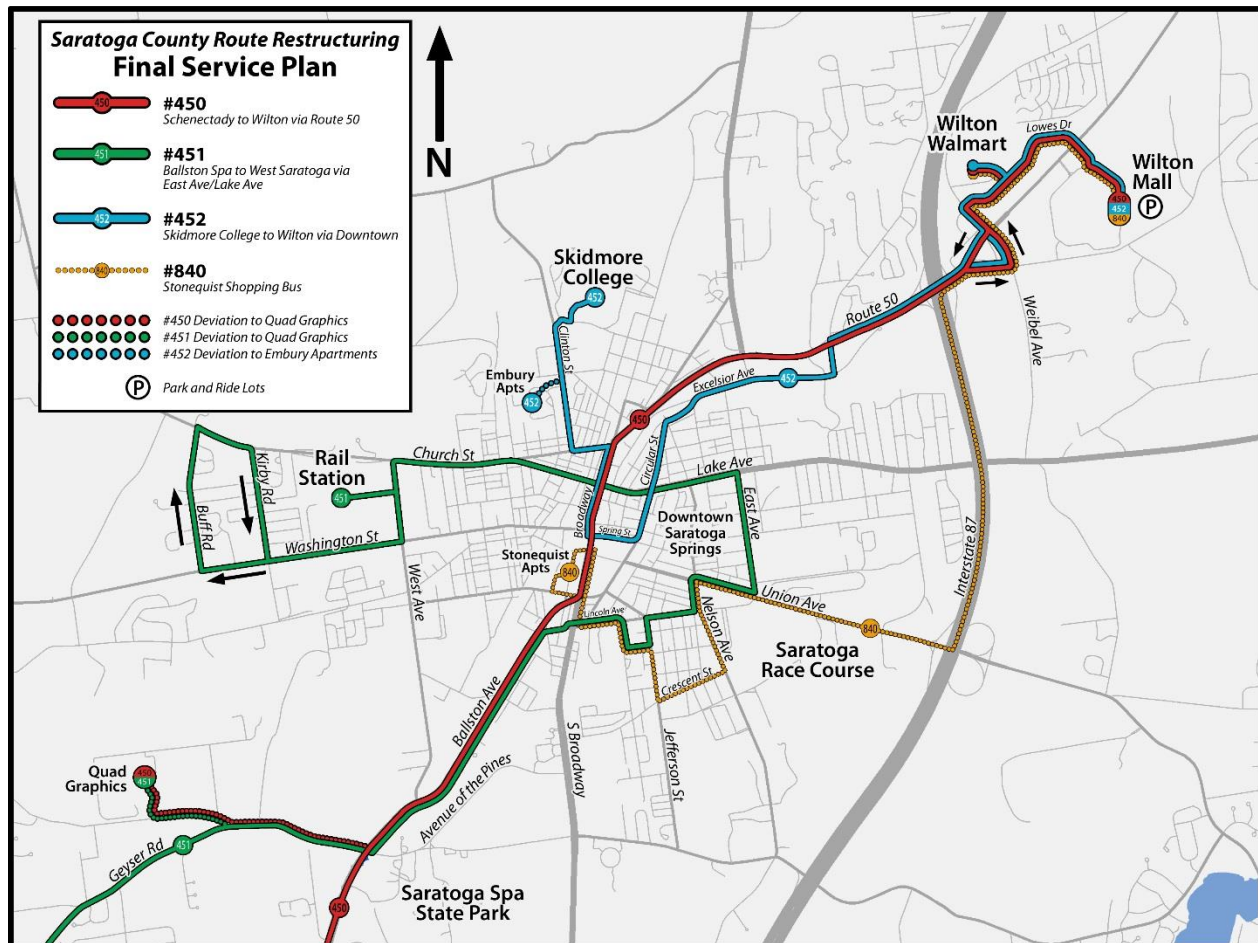 Saratoga County Route Restructuring
Final Service Plan
450
#450
Schenectady to Wilton via Route 50
451
#451
Ballston Spa to West Saratoga via
East Ave/Lake Ave
452
#452
Skidmore College to Wilton via Downtown
840
#840
Stonequist Shopping Bus
#450 Deviation to Quad Graphics
#451 Deviation to Quad Graphics
#452 Deviation to Embury Apartments
P
Park and Ride Lots
N
Wilton
Walmart
Lowes Dr
Wilton
Mall
450
452
840
P
Skidmore
College
452
Clinton St
Route 50
Weibel Ave
Embury
Apts
452
Excelsior Ave
452
450
Circular St
Church St
Lake Ave
Rail
Station
451
Kirby Rd
Buff Rd
Washington St
Broadway
Spring St
East Ave
Downtown
Saratoga
Springs
Interstate 87
Stonequist
Apts
840
West Ave
Lincoln Ave
Nelson Ave
Union Ave
840
Saratoga
Race Course
Crescent St
Ballston Ave
S Broadway
Jefferson St
Avenue of the Pines
Quad
Graphics
450
451
Geyser Rd
451
Saratoga Spa
State Park
450